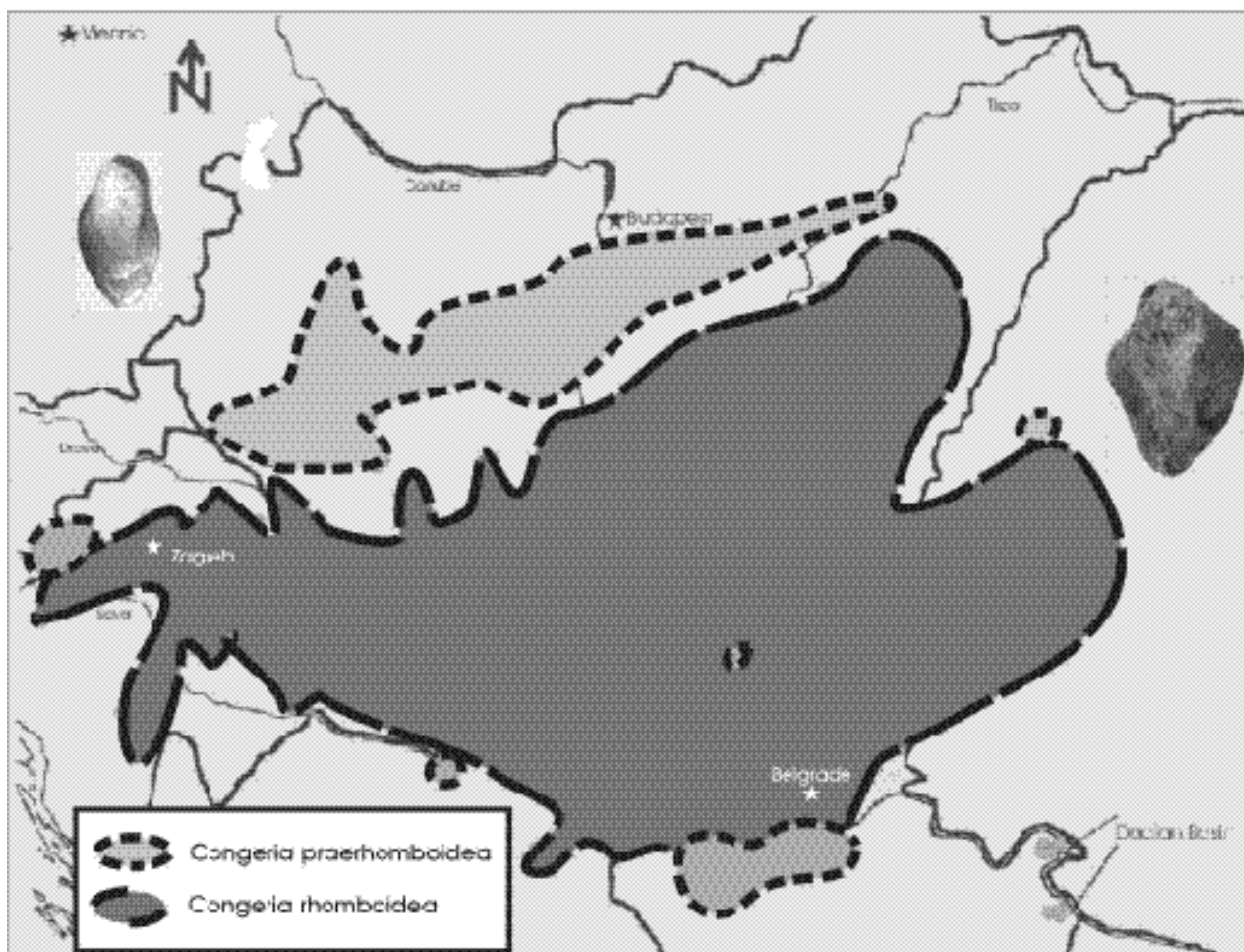 Vienna
N
Tisza
Danube
Budapest
Drava
Zagreb
Sava
Belgrade
Dacian Basin
Congeria praerhomboidea
Congeria rhomboidea